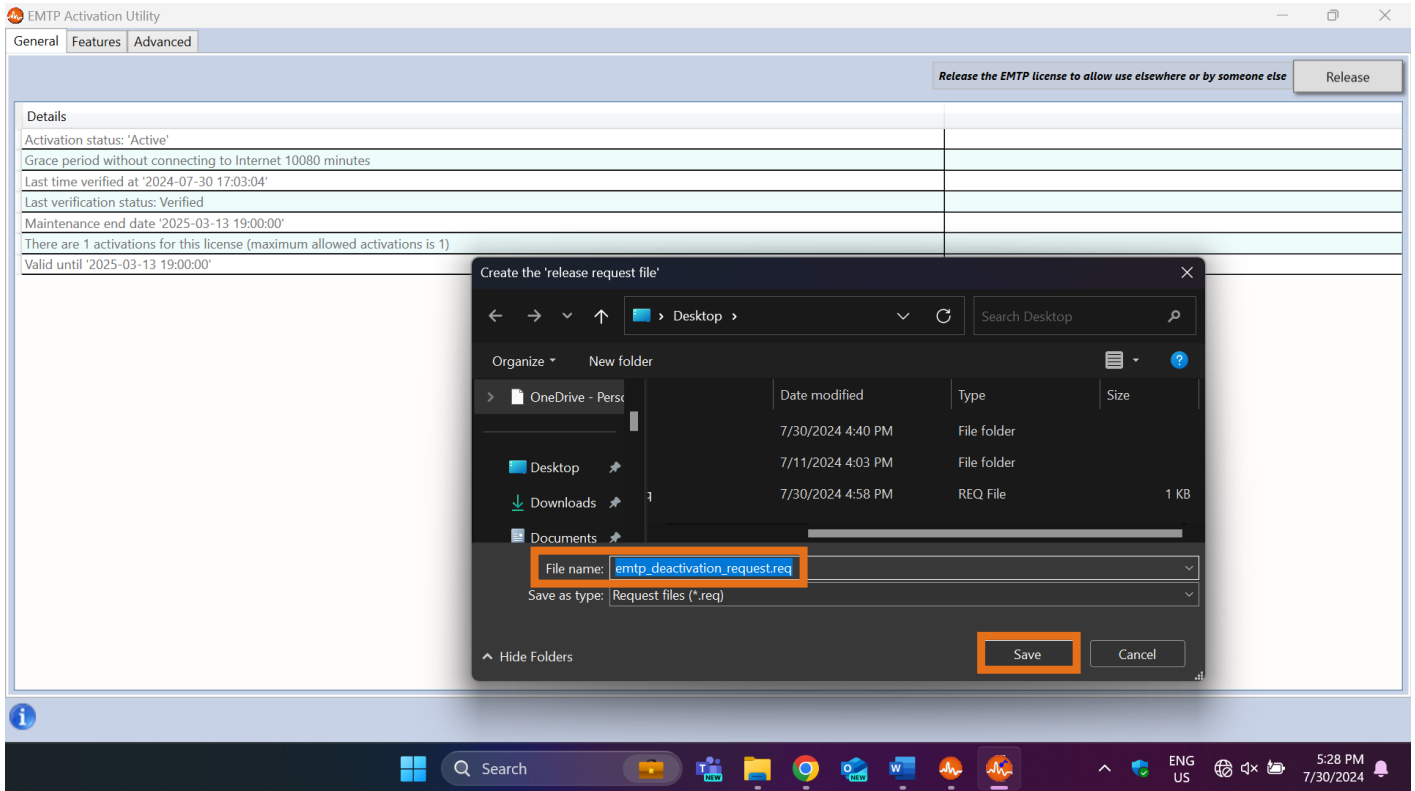 EMTP Activation Utility
General Features Advanced
Release the EMTP license to allow use elsewhere or by someone else Release
Details
Activation status: 'Active'
Grace period without connecting to Internet 10080 minutes
Last time verified at '2024-07-30 17:03:04'
Last verification status: Verified
Maintenance end date '2025-03-13 19:00:00'
There are 1 activations for this license (maximum allowed activations is 1)
Valid until '2025-03-13 19:00:00'
Create the 'release request file'
Desktop
Search Desktop
Organize New folder
OneDrive - Perso
Date modified Type Size
7/30/2024 4:40 PM File folder
Desktop
7/11/2024 4:03 PM File folder
Downloads
7/30/2024 4:58 PM REQ File 1 KB
Documents
File name: emtp_deactivation_request.req
Save as type: Request files (*.req)
Hide Folders
Save Cancel
Search
NEW
NEW
ENG
US
5:28 PM
7/30/2024